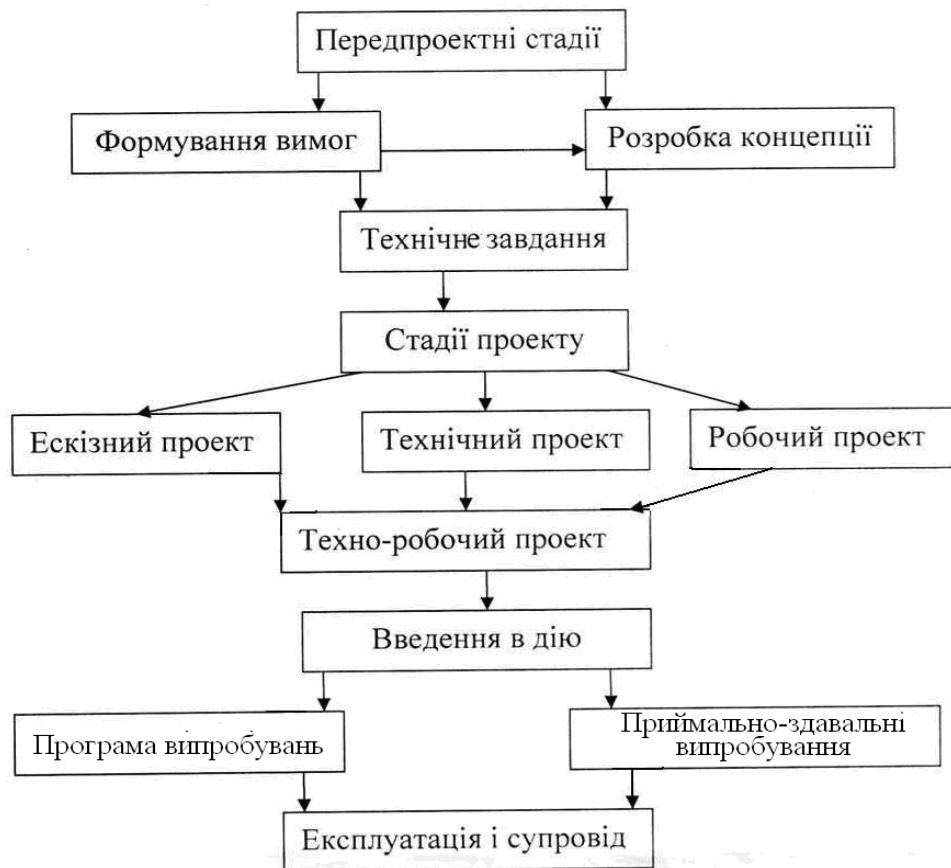 Передпроектні стадії
Формування вимог
Розробка концепції
Технічне завдання
Стадії проекту
Ескізний проект
Технічний проект
Робочий проект
Техно-робочий проект
Введення в дію
Програма випробувань
Приймально-здавальні
випробування
Експлуатація і супровід